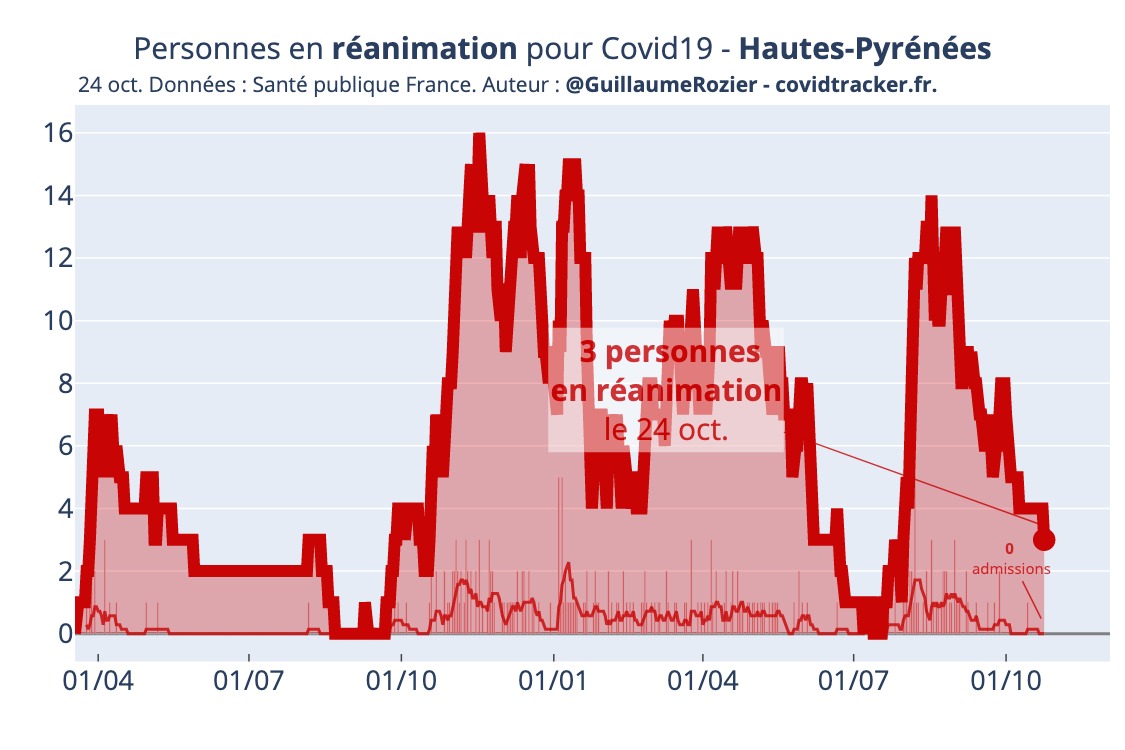 Personnes en réanimation pour Covid19 - Hautes-Pyrénées
24 oct. Données : Santé publique France. Auteur : @GuillaumeRozier - covidtracker.fr.
16
14
12
10
8
6
4
2
0
3 personnes
en réanimation
le 24 oct.
0
admissions
01/04
01/07
01/10
01/01
01/04
01/07
01/10